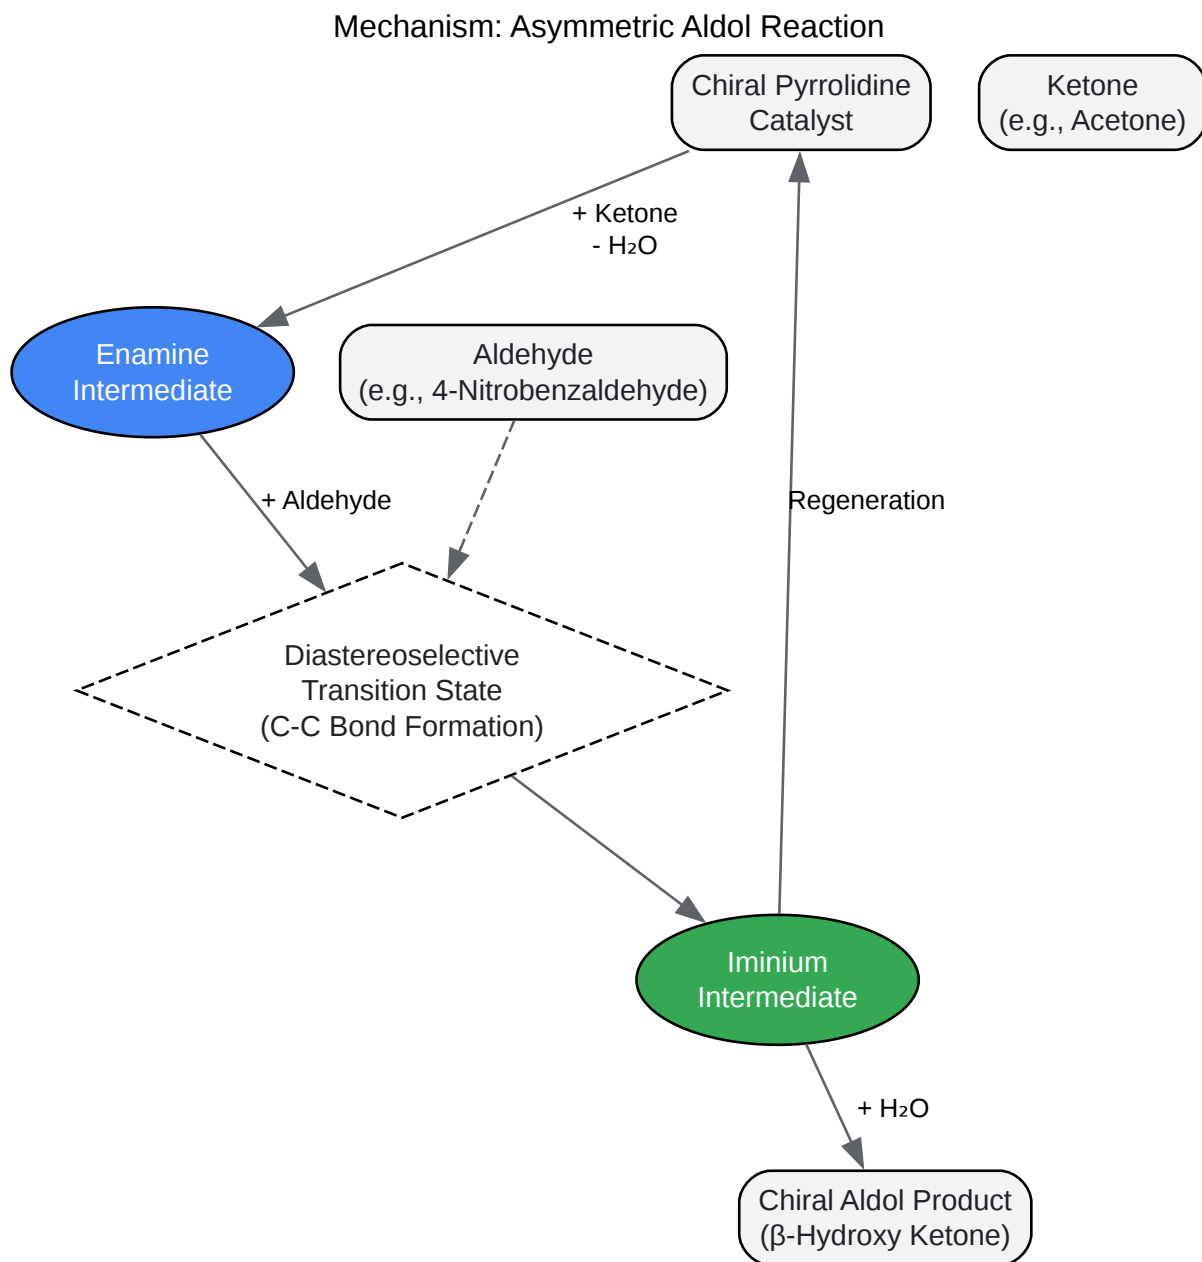 Mechanism: Asymmetric Aldol Reaction
Chiral Pyrrolidine
Catalyst
Ketone
(e.g., Acetone)
+ Ketone
- H₂O
Enamine
Intermediate
Aldehyde
(e.g., 4-Nitrobenzaldehyde)
+ Aldehyde
Regeneration
Diastereoselective
Transition State
(C-C Bond Formation)
Iminium
Intermediate
+ H₂O
Chiral Aldol Product
(β-Hydroxy Ketone)